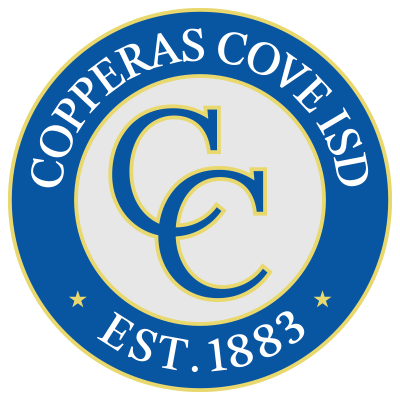 COPPERAS COVE ISD
CC
EST. 1883